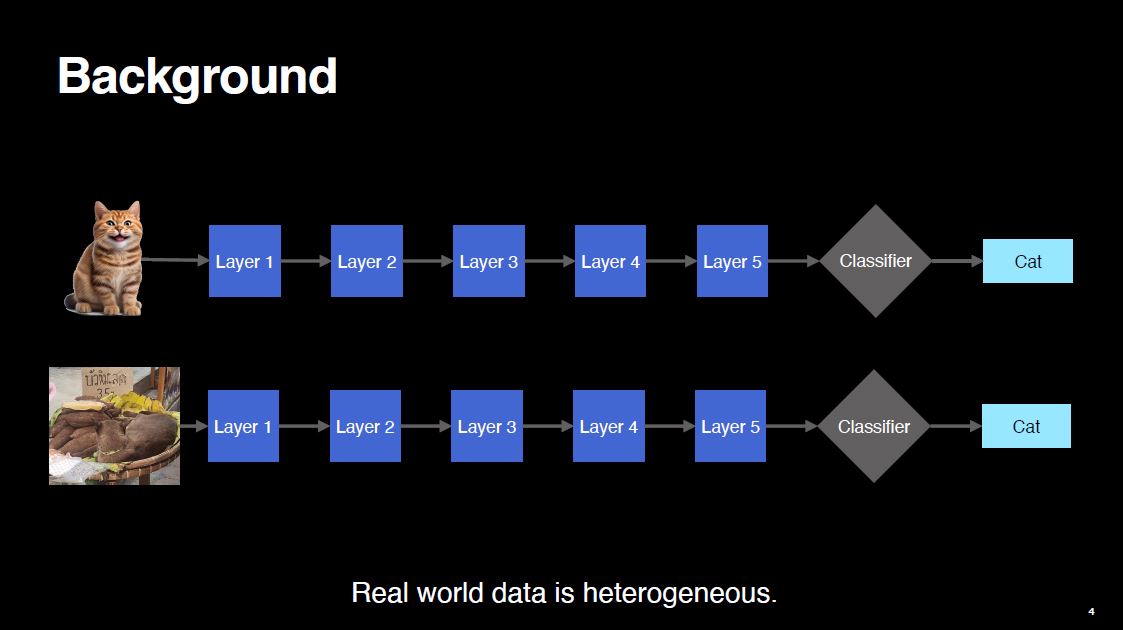 Background
Layer 1
Layer 2
Layer 3
Layer 4
Layer 5
Classifier
Cat
Layer 1
Layer 2
Layer 3
Layer 4
Layer 5
Classifier
Cat
Real world data is heterogeneous.
4